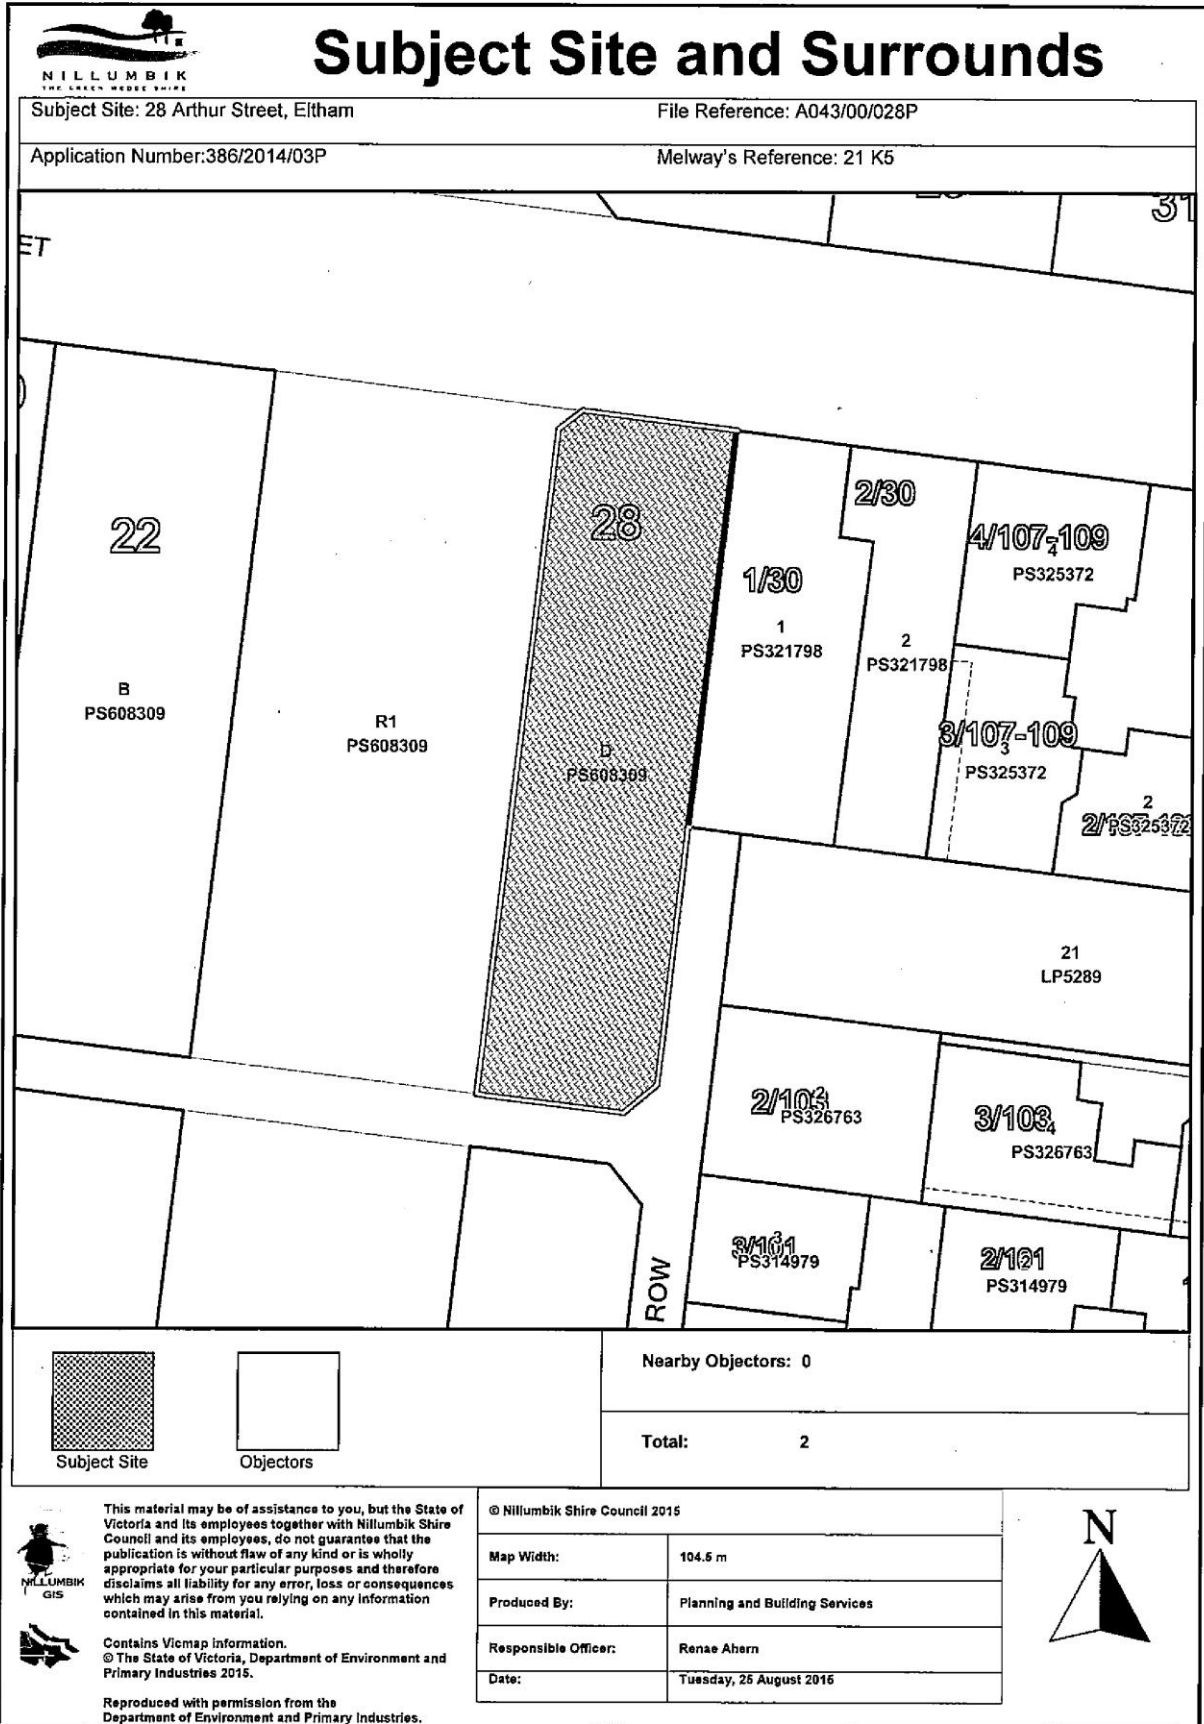 NILLUMBIK
THE GREEN WEDGE SHIRE
Subject Site and Surrounds
Subject Site: 28 Arthur Street, Eltham
File Reference: A043/00/028P
Application Number:386/2014/03P
Melway's Reference: 21 K5
31
ET
22
28
2/30
4/107-109
4
PS325372
1/30
1
PS321798
2
PS321798
B
PS608309
R1
PS608309
D
PS608309
3/107-109
3
PS325372
2
PS325372
21
LP5289
2/103
PS326763
3/103
4
PS326763
3/101
3
PS314979
2/101
PS314979
ROW
Subject Site
Objectors
Nearby Objectors: 0
Total: 2
NILLUMBIK
GIS
This material may be of assistance to you, but the State of
Victoria and its employees together with Nillumbik Shire
Council and its employees, do not guarantee that the
publication is without flaw of any kind or is wholly
appropriate for your particular purposes and therefore
disclaims all liability for any error, loss or consequences
which may arise from you relying on any information
contained in this material.
Contains Vicmap information.
© The State of Victoria, Department of Environment and
Primary Industries 2015.
Reproduced with permission from the
Department of Environment and Primary Industries.
© Nillumbik Shire Council 2015
Map Width: 104.5 m
Produced By: Planning and Building Services
Responsible Officer: Renae Ahern
Date: Tuesday, 25 August 2015
N